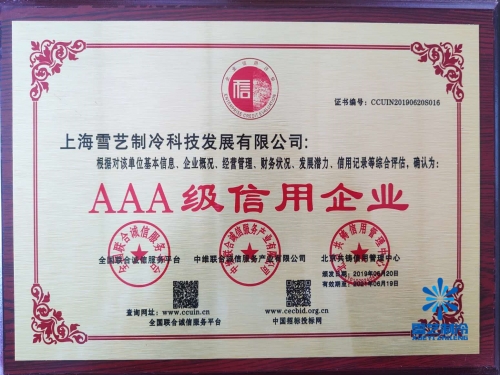 信
证书编号：CCUIN20190620S016
上海雪艺制冷科技发展有限公司：
根据对该单位基本信息、企业概况、经营管理、财务状况、发展潜力、信用记录等综合评估，确认为：
AAA级信用企业
全国联合诚信服务平台 中维联合诚信服务产业有限公司 北京共铸信用管理中心
颁发日期：2019年06月20日
有效期至：2021年06月19日
查询网址：www.ccuin.cn www.cecbid.org.cn
全国联合诚信服务平台 中国招标投标网